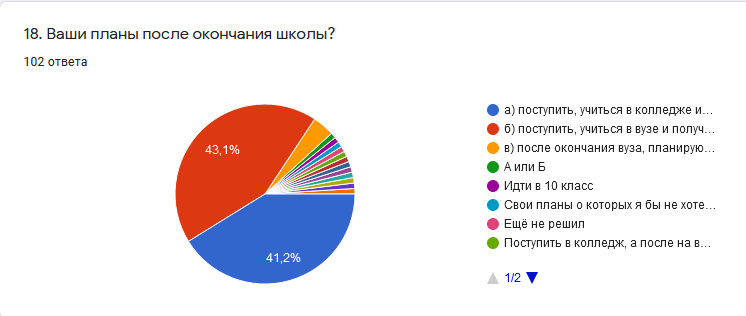 18. Ваши планы после окончания школы?
102 ответа
43,1%
41,2%
а) поступить, учиться в колледже и…
б) поступить, учиться в вузе и получ…
в) после окончания вуза, планирую…
А или Б
Идти в 10 класс
Свои планы о которых я бы не хоте…
Ещё не решил
Поступить в колледж, а после на в…
1/2